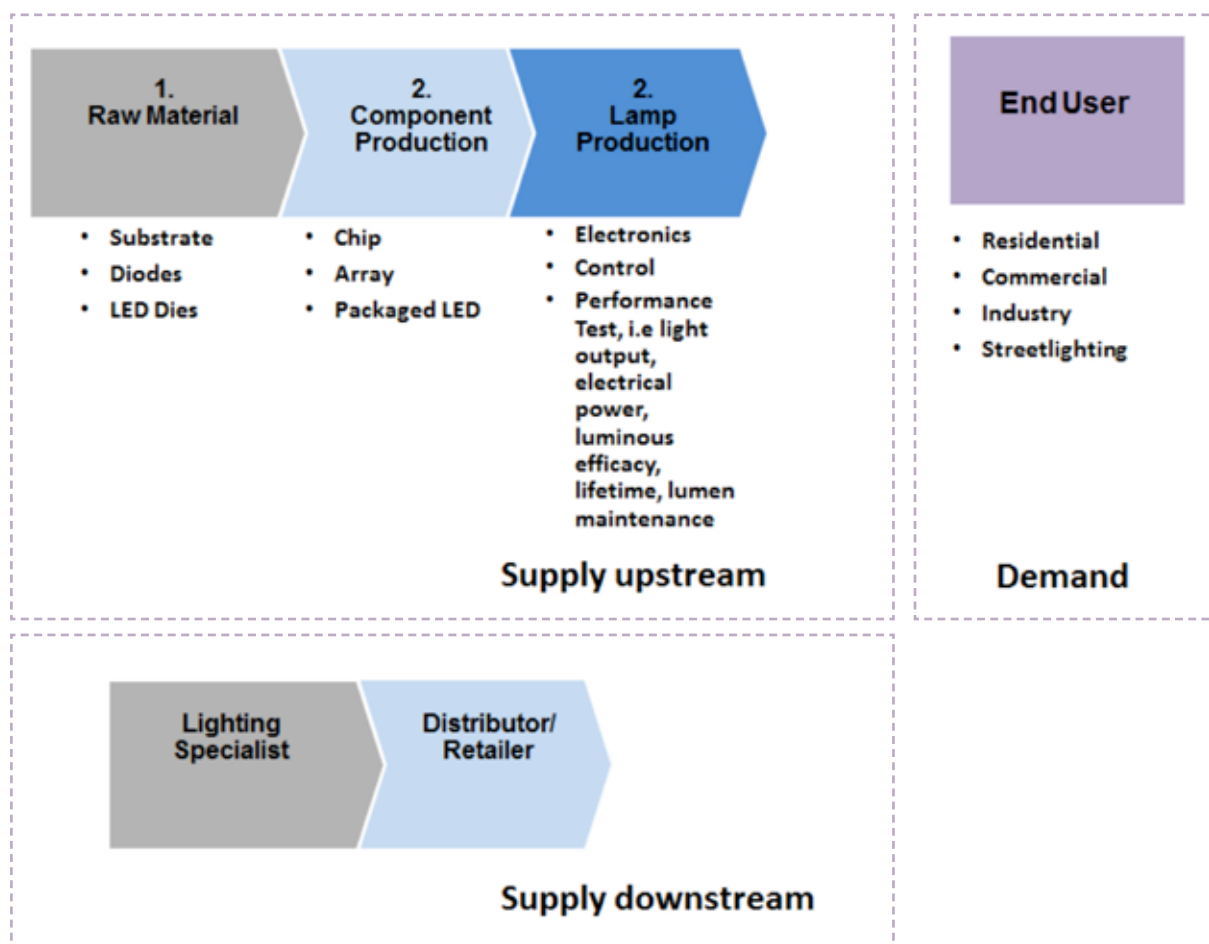 1.
Raw Material
• Substrate
• Diodes
• LED Dies
2.
Component
Production
• Chip
• Array
• Packaged LED
2.
Lamp
Production
• Electronics
• Control
• Performance
Test, i.e light
output,
electrical
power,
luminous
efficacy,
lifetime, lumen
maintenance
Supply upstream
End User
• Residential
• Commercial
• Industry
• Streetlighting
Demand
Lighting
Specialist
Distributor/
Retailer
Supply downstream